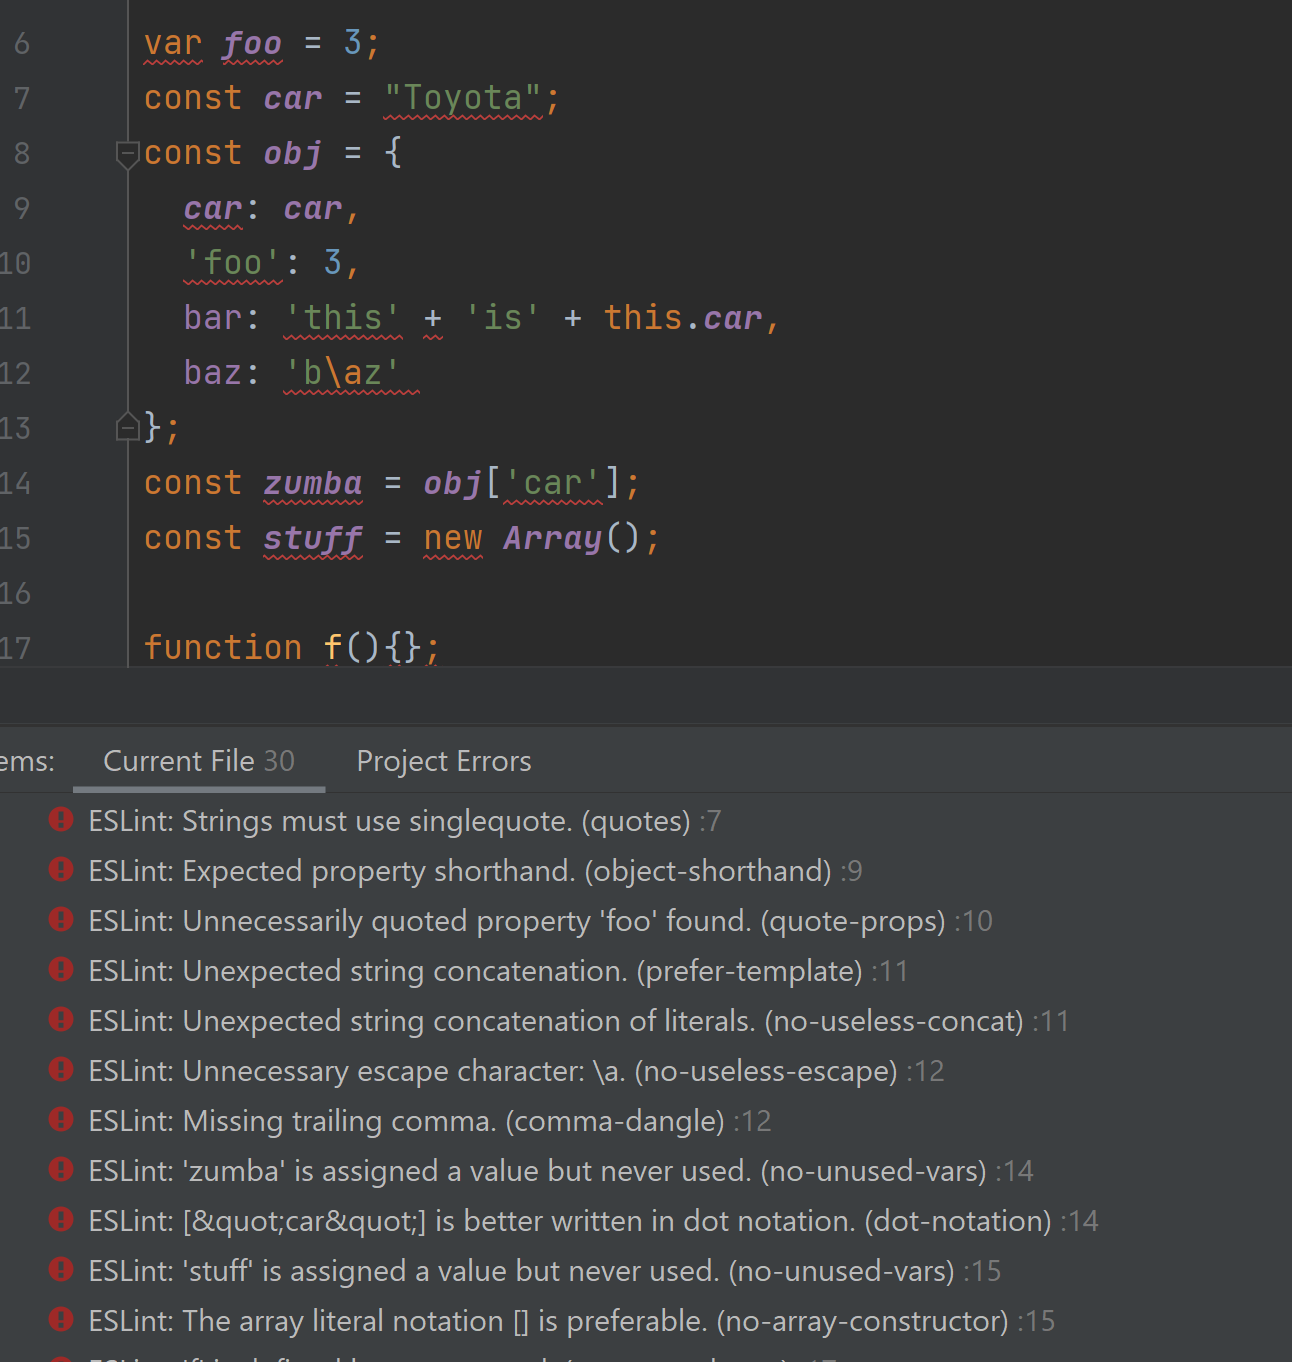 6 var foo = 3;
7 const car = "Toyota";
8 const obj = {
9 car: car,
10 'foo': 3,
11 bar: 'this' + 'is' + this.car,
12 baz: 'b\az'
13 };
14 const zumba = obj['car'];
15 const stuff = new Array();
16
17 function f(){};
ems: Current File 30 Project Errors
ESLint: Strings must use singlequote. (quotes) :7
ESLint: Expected property shorthand. (object-shorthand) :9
ESLint: Unnecessarily quoted property 'foo' found. (quote-props) :10
ESLint: Unexpected string concatenation. (prefer-template) :11
ESLint: Unexpected string concatenation of literals. (no-useless-concat) :11
ESLint: Unnecessary escape character: \a. (no-useless-escape) :12
ESLint: Missing trailing comma. (comma-dangle) :12
ESLint: 'zumba' is assigned a value but never used. (no-unused-vars) :14
ESLint: [&quot;car&quot;] is better written in dot notation. (dot-notation) :14
ESLint: 'stuff' is assigned a value but never used. (no-unused-vars) :15
ESLint: The array literal notation [] is preferable. (no-array-constructor) :15